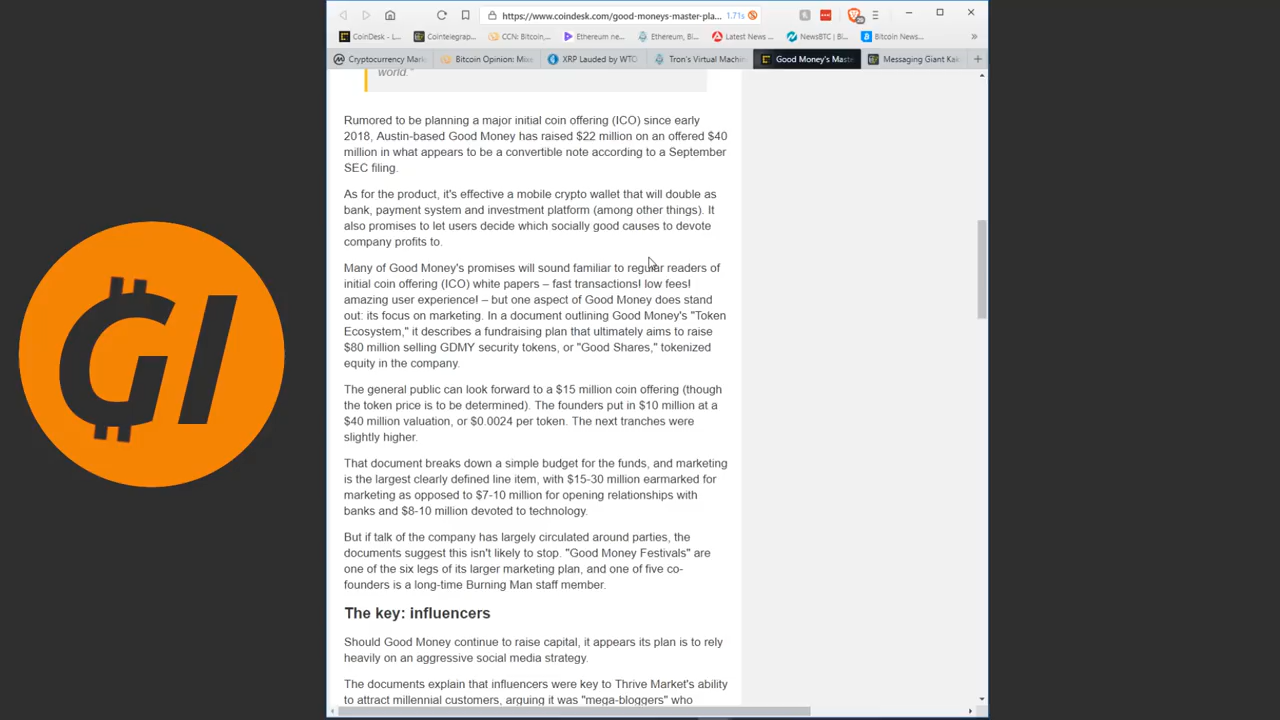 https://www.coindesk.com/good-moneys-master-pla... 1.71s
CoinDesk - L... Cointelegrap... CCN: Bitcoin,... Ethereum ne... Ethereum, Bi... Latest News ... NewsBTC | Bi... Bitcoin News... »
Cryptocurrency Mark Bitcoin Opinion: Mixe XRP Lauded by WTO Tron's Virtual Machin Good Money's Maste Messaging Giant Kak +
world."
Rumored to be planning a major initial coin offering (ICO) since early
2018, Austin-based Good Money has raised $22 million on an offered $40
million in what appears to be a convertible note according to a September
SEC filing.
As for the product, it's effective a mobile crypto wallet that will double as
bank, payment system and investment platform (among other things). It
also promises to let users decide which socially good causes to devote
company profits to.
Many of Good Money's promises will sound familiar to regular readers of
initial coin offering (ICO) white papers – fast transactions! low fees!
amazing user experience! – but one aspect of Good Money does stand
out: its focus on marketing. In a document outlining Good Money's "Token
Ecosystem," it describes a fundraising plan that ultimately aims to raise
$80 million selling GDMY security tokens, or "Good Shares," tokenized
equity in the company.
The general public can look forward to a $15 million coin offering (though
the token price is to be determined). The founders put in $10 million at a
$40 million valuation, or $0.0024 per token. The next tranches were
slightly higher.
That document breaks down a simple budget for the funds, and marketing
is the largest clearly defined line item, with $15-30 million earmarked for
marketing as opposed to $7-10 million for opening relationships with
banks and $8-10 million devoted to technology.
But if talk of the company has largely circulated around parties, the
documents suggest this isn't likely to stop. "Good Money Festivals" are
one of the six legs of its larger marketing plan, and one of five co-
founders is a long-time Burning Man staff member.
The key: influencers
Should Good Money continue to raise capital, it appears its plan is to rely
heavily on an aggressive social media strategy.
The documents explain that influencers were key to Thrive Market's ability
to attract millennial customers, arguing it was "mega-bloggers" who
GI